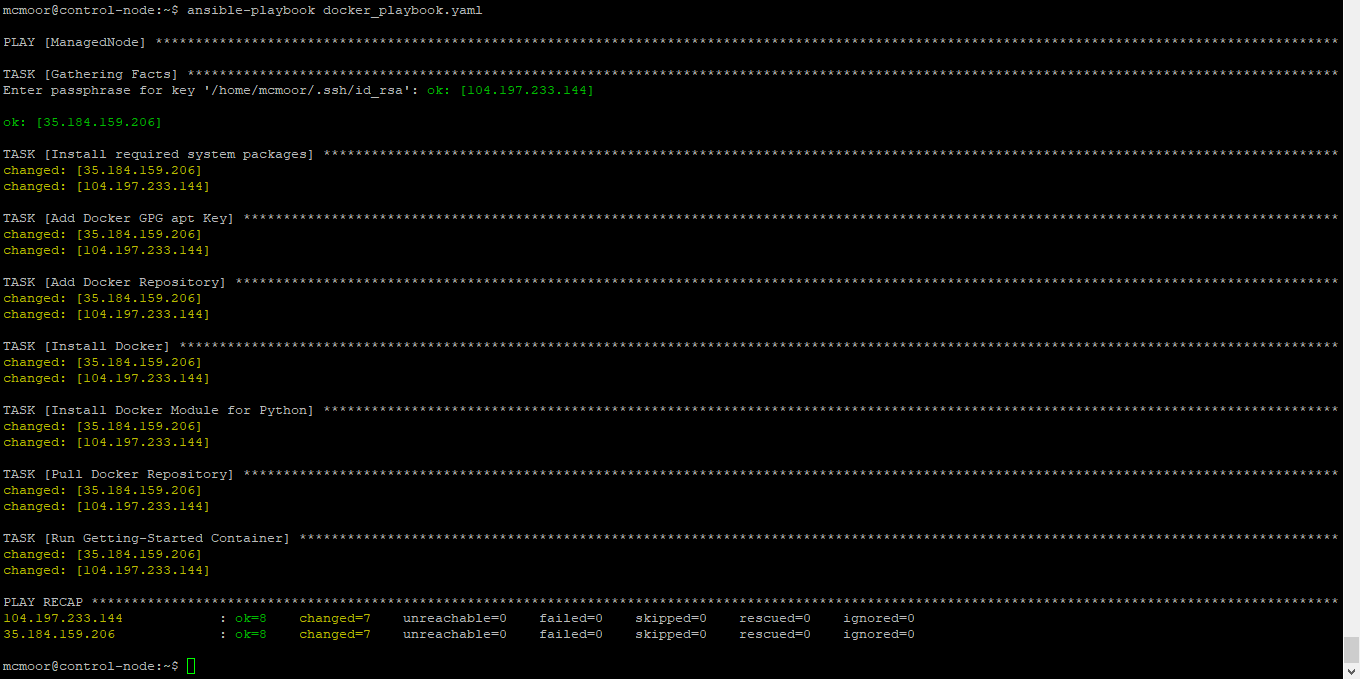 mcmoor@control-node:~$ ansible-playbook docker_playbook.yaml
PLAY [ManagedNode] ****************************************************************************************************************************************************
TASK [Gathering Facts] ************************************************************************************************************************************************
Enter passphrase for key '/home/mcmoor/.ssh/id_rsa': ok: [104.197.233.144]
ok: [35.184.159.206]
TASK [Install required system packages] *******************************************************************************************************************************
changed: [35.184.159.206]
changed: [104.197.233.144]
TASK [Add Docker GPG apt Key] *****************************************************************************************************************************************
changed: [35.184.159.206]
changed: [104.197.233.144]
TASK [Add Docker Repository] ******************************************************************************************************************************************
changed: [35.184.159.206]
changed: [104.197.233.144]
TASK [Install Docker] *************************************************************************************************************************************************
changed: [35.184.159.206]
changed: [104.197.233.144]
TASK [Install Docker Module for Python] *******************************************************************************************************************************
changed: [35.184.159.206]
changed: [104.197.233.144]
TASK [Pull Docker Repository] *****************************************************************************************************************************************
changed: [35.184.159.206]
changed: [104.197.233.144]
TASK [Run Getting-Started Container] **********************************************************************************************************************************
changed: [35.184.159.206]
changed: [104.197.233.144]
PLAY RECAP ************************************************************************************************************************************************************
104.197.233.144            : ok=8    changed=7    unreachable=0    failed=0    skipped=0    rescued=0    ignored=0
35.184.159.206             : ok=8    changed=7    unreachable=0    failed=0    skipped=0    rescued=0    ignored=0
mcmoor@control-node:~$